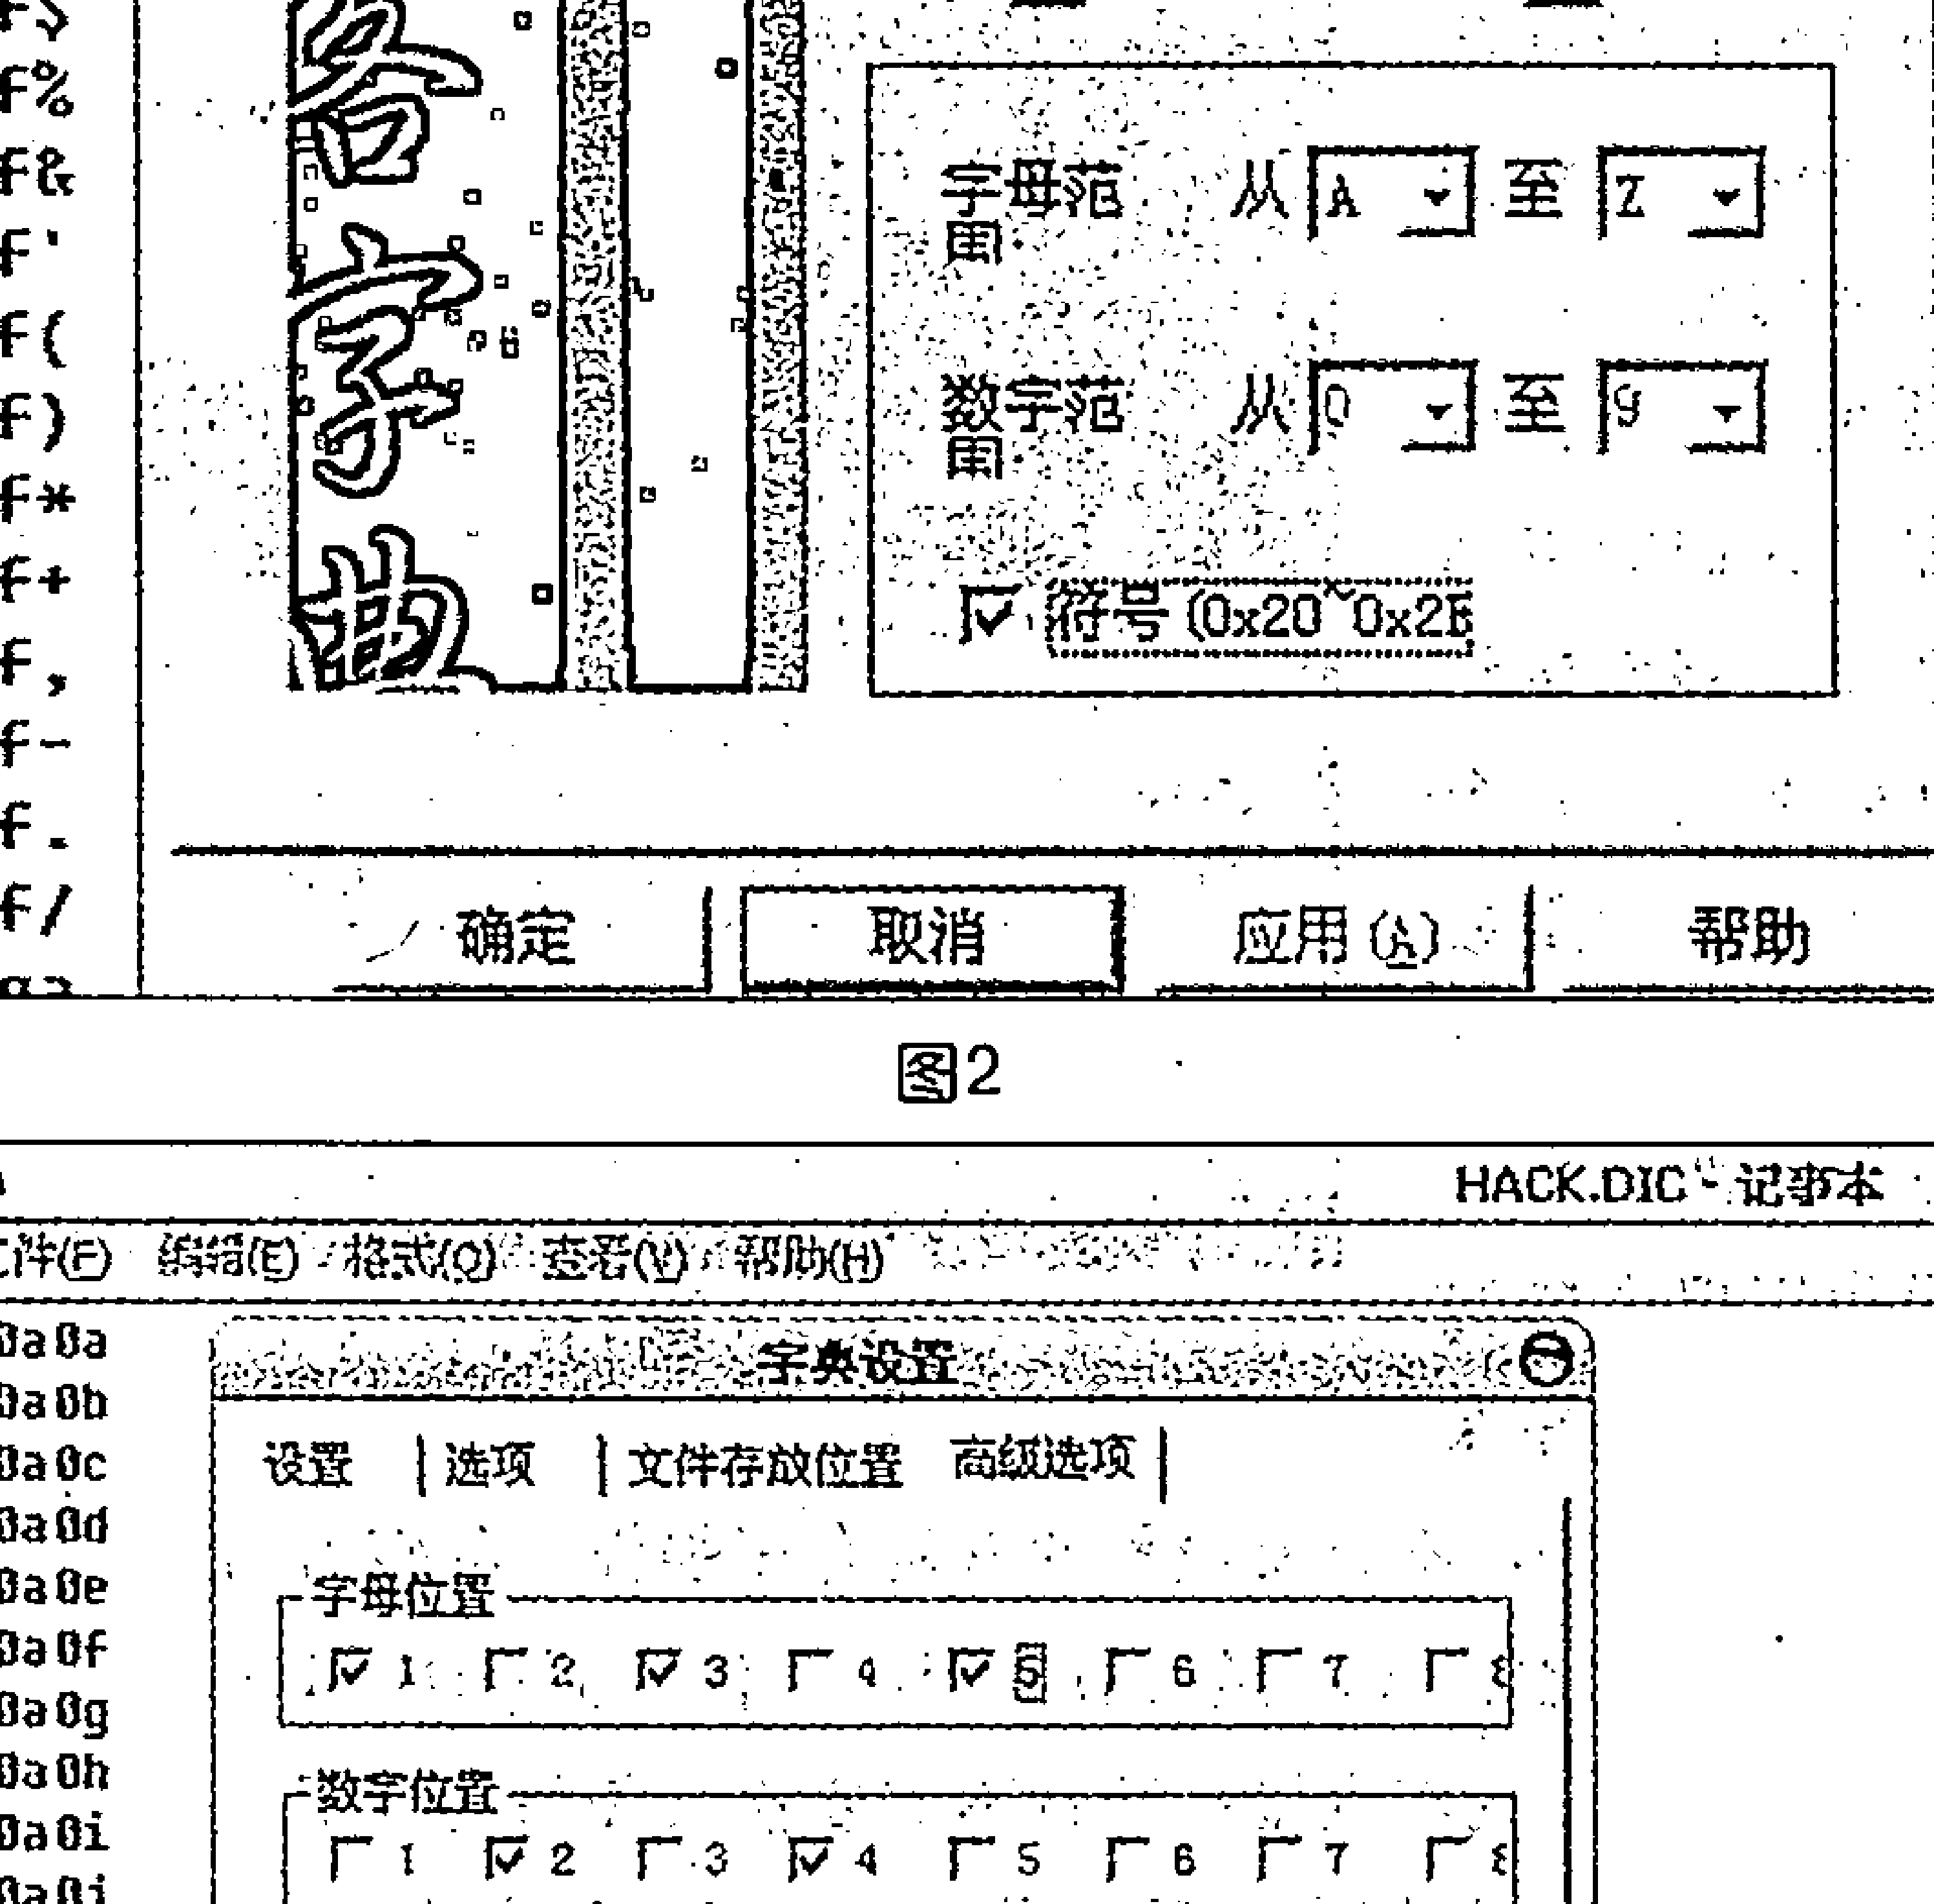 f%
f&
f'
f(
f)
f*
f+
f,
f-
f.
f/
字母范
围:
从 A 至 Z
数字范
围:
从 0 至 9
符号 (0x20~0x2
确定 取消 应用(A) 帮助
图2
HACK.DIC - 记事本
件(F) 编辑(E) 格式(O) 查看(V) 帮助(H)
0a0a
0a0b
0a0c
0a0d
0a0e
0a0f
0a0g
0a0h
0a0i
0a0j
字典设置
设置 选项 文件存放位置 高级选项
字母位置
1 2 3 4 5 6 7 8
数字位置
1 2 3 4 5 6 7 8